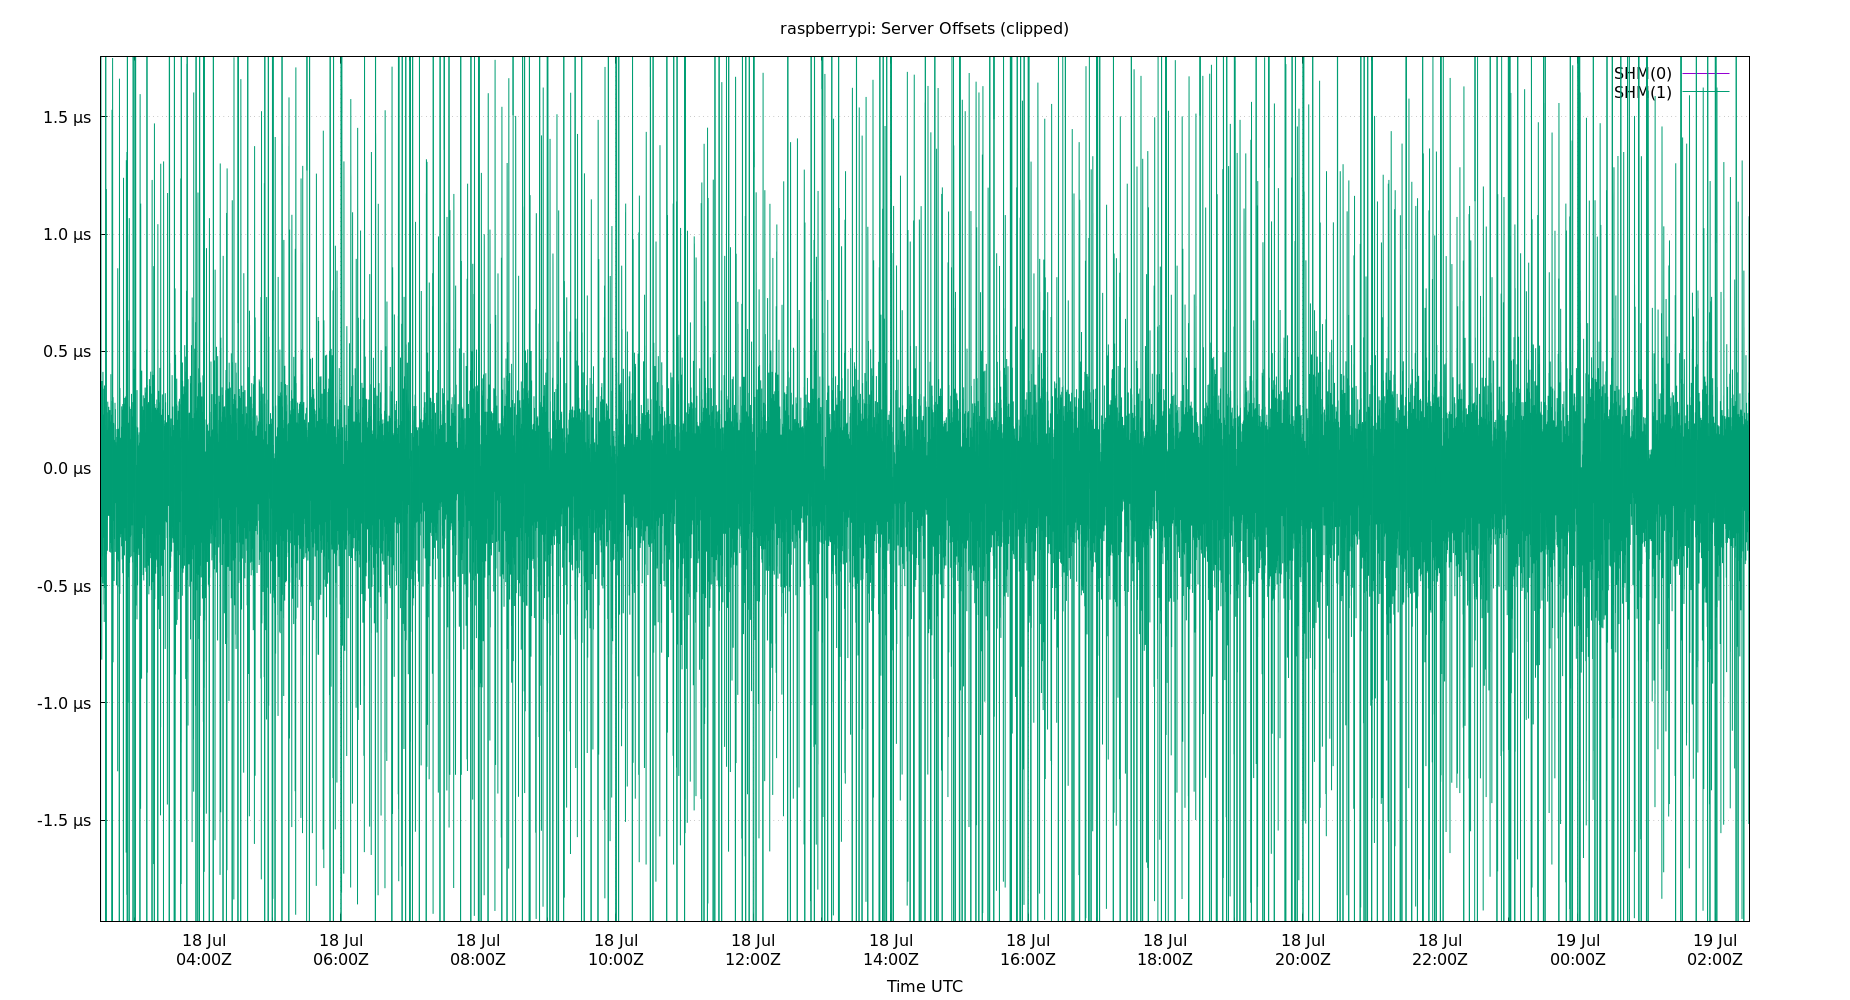 raspberrypi: Server Offsets (clipped)
SHM(0)
SHM(1)
1.5 µs
1.0 µs
0.5 µs
0.0 µs
-0.5 µs
-1.0 µs
-1.5 µs
18 Jul 18 Jul 18 Jul 18 Jul 18 Jul 18 Jul 18 Jul 18 Jul 18 Jul 18 Jul 19 Jul 19 Jul
04:00Z 06:00Z 08:00Z 10:00Z 12:00Z 14:00Z 16:00Z 18:00Z 20:00Z 22:00Z 00:00Z 02:00Z
Time UTC